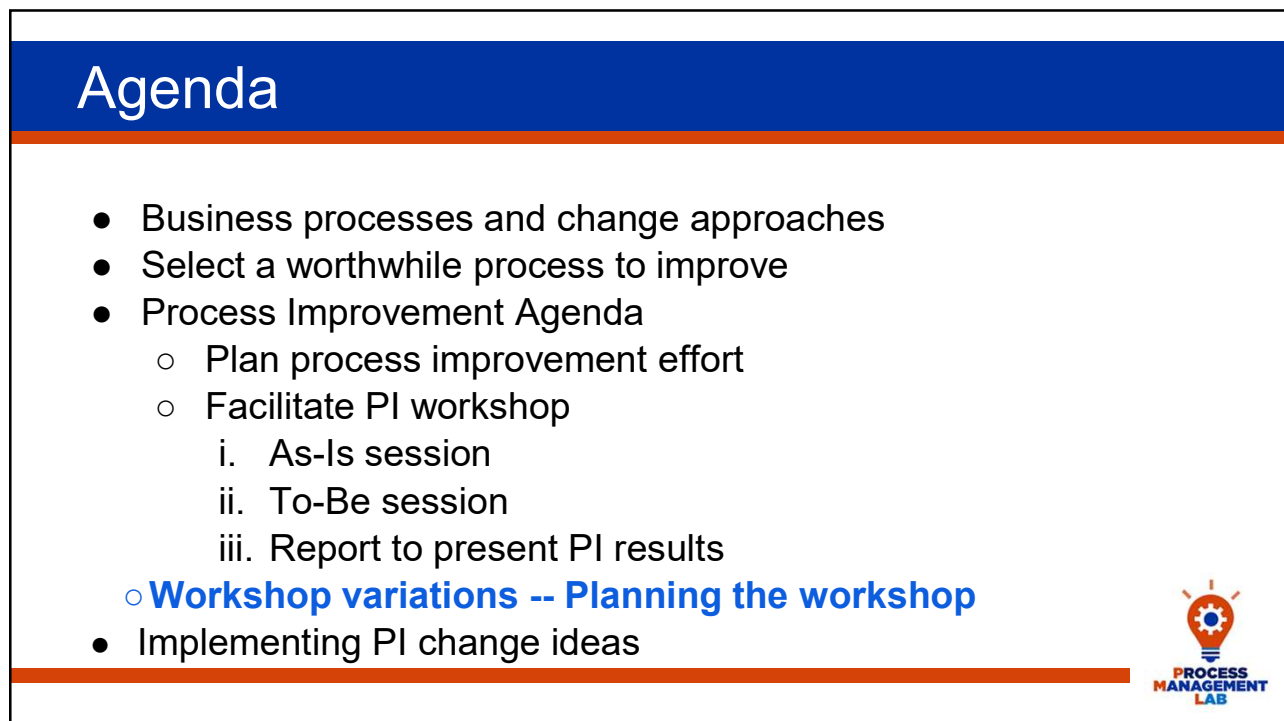 Agenda
● Business processes and change approaches
● Select a worthwhile process to improve
● Process Improvement Agenda
○ Plan process improvement effort
○ Facilitate PI workshop
i. As-Is session
ii. To-Be session
iii. Report to present PI results
○ Workshop variations -- Planning the workshop
● Implementing PI change ideas
PROCESS
MANAGEMENT
LAB